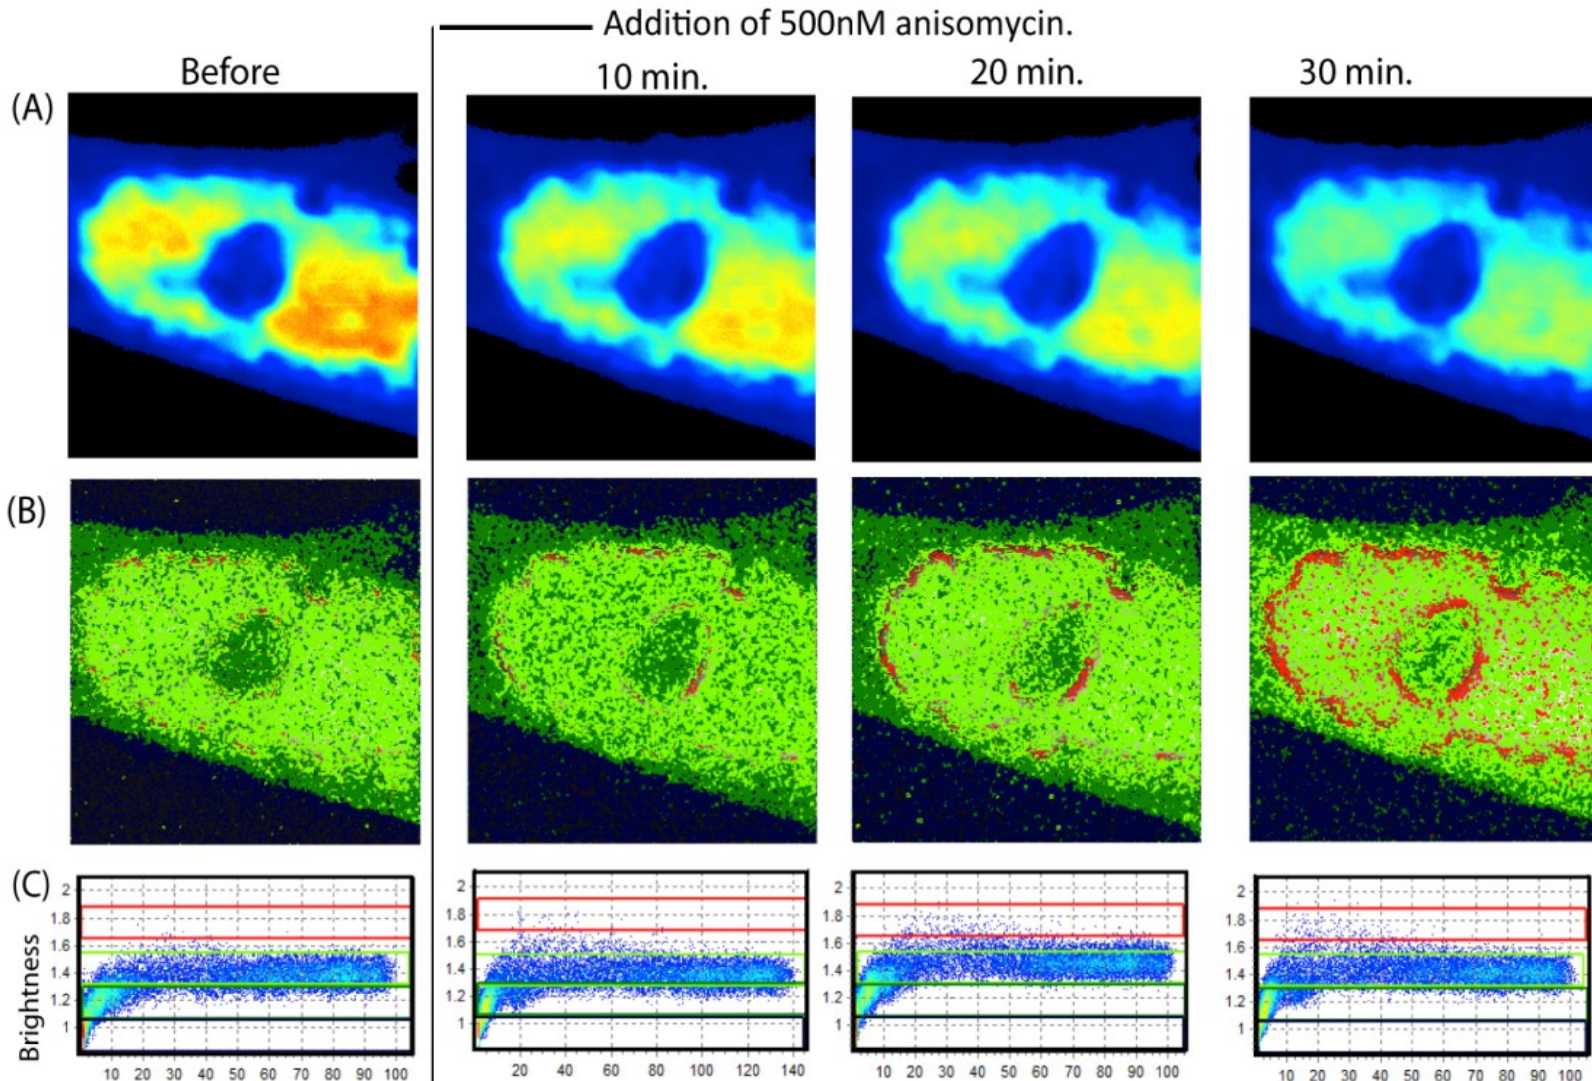 Addition of 500nM anisomycin.
Before 10 min. 20 min. 30 min.
(A)
(B)
(C)
Brightness
2 2 2 2
1.8 1.8 1.8 1.8
1.6 1.6 1.6 1.6
1.4 1.4 1.4 1.4
1.2 1.2 1.2 .2
1 1 1 1
10 20 30 40 50 60 70 80 90 100 20 40 60 80 100 120 140 10 20 30 40 50 60 70 80 90 100 10 20 30 40 50 60 70 80 90 100